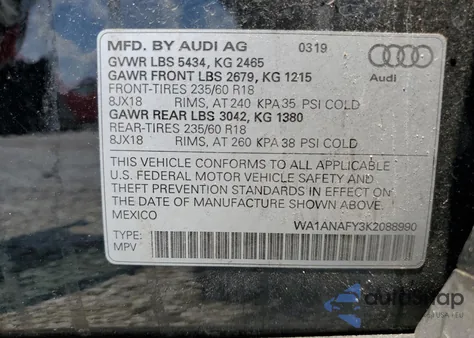 MFD. BY AUDI AG 0319
GVWR LBS 5434, KG 2465
GAWR FRONT LBS 2679, KG 1215
FRONT-TIRES 235/60 R18
8JX18 RIMS, AT 240 KPA 35 PSI COLD
GAWR REAR LBS 3042, KG 1380
REAR-TIRES 235/60 R18
8JX18 RIMS, AT 260 KPA 38 PSI COLD
Audi
THIS VEHICLE CONFORMS TO ALL APPLICABLE
U.S. FEDERAL MOTOR VEHICLE SAFETY AND
THEFT PREVENTION STANDARDS IN EFFECT ON
THE DATE OF MANUFACTURE SHOWN ABOVE.
MEXICO WA1ANAFY3K2088990
TYPE:
MPV
autosnap